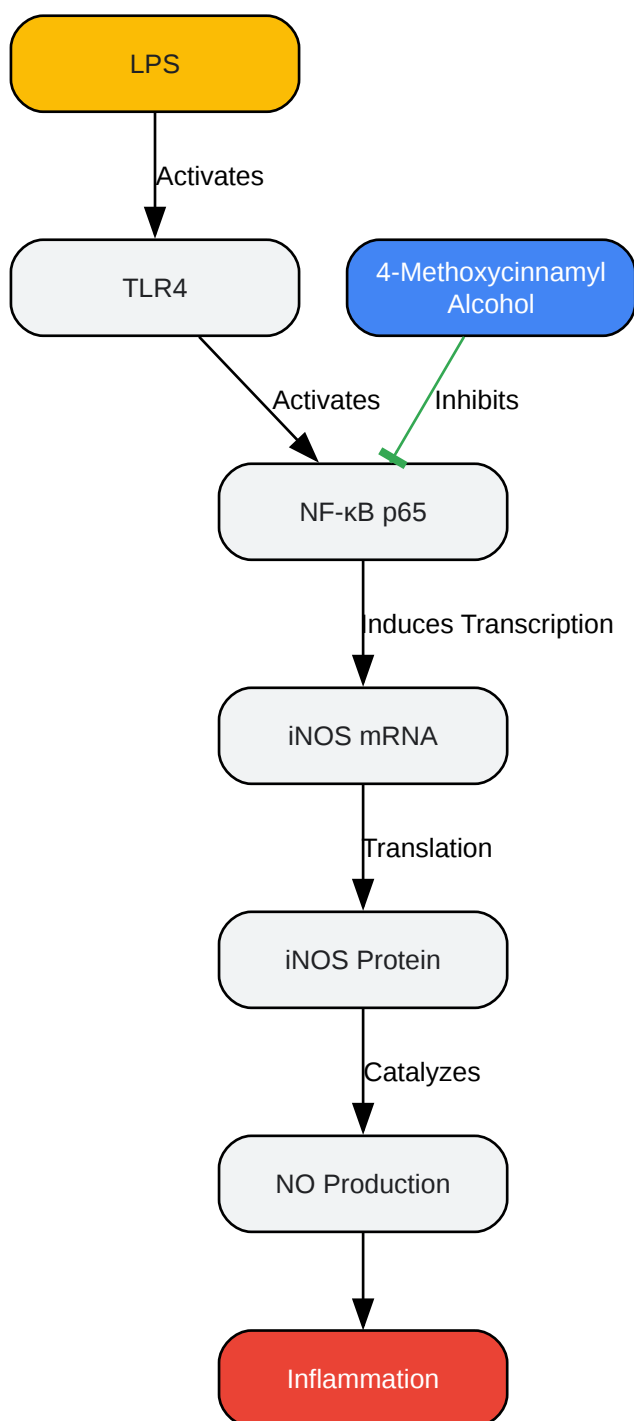 LPS
Activates
TLR4
4-Methoxycinnamyl
Alcohol
Activates
Inhibits
NF-κB p65
Induces Transcription
iNOS mRNA
Translation
iNOS Protein
Catalyzes
NO Production
Inflammation